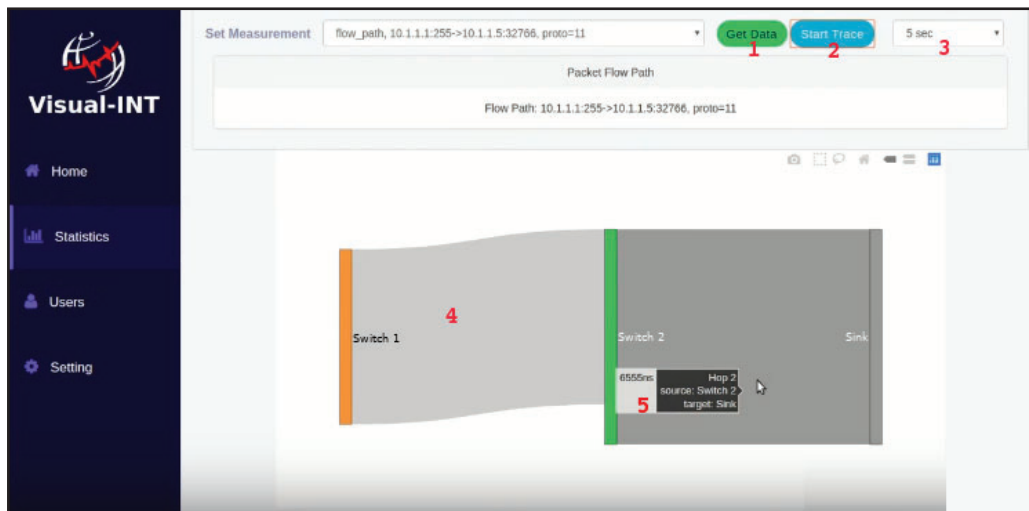 Visual-INT
Home
Statistics
Users
Setting
Set Measurement
flow_path, 10.1.1.1:255->10.1.1.5:32766, proto=11
Get Data
1
Start Trace
2
5 sec
3
Packet Flow Path
Flow Path: 10.1.1.1:255->10.1.1.5:32766, proto=11
4
Switch 1
Switch 2
Sink
6555ns
Hop 2
source: Switch 2
target: Sink
5